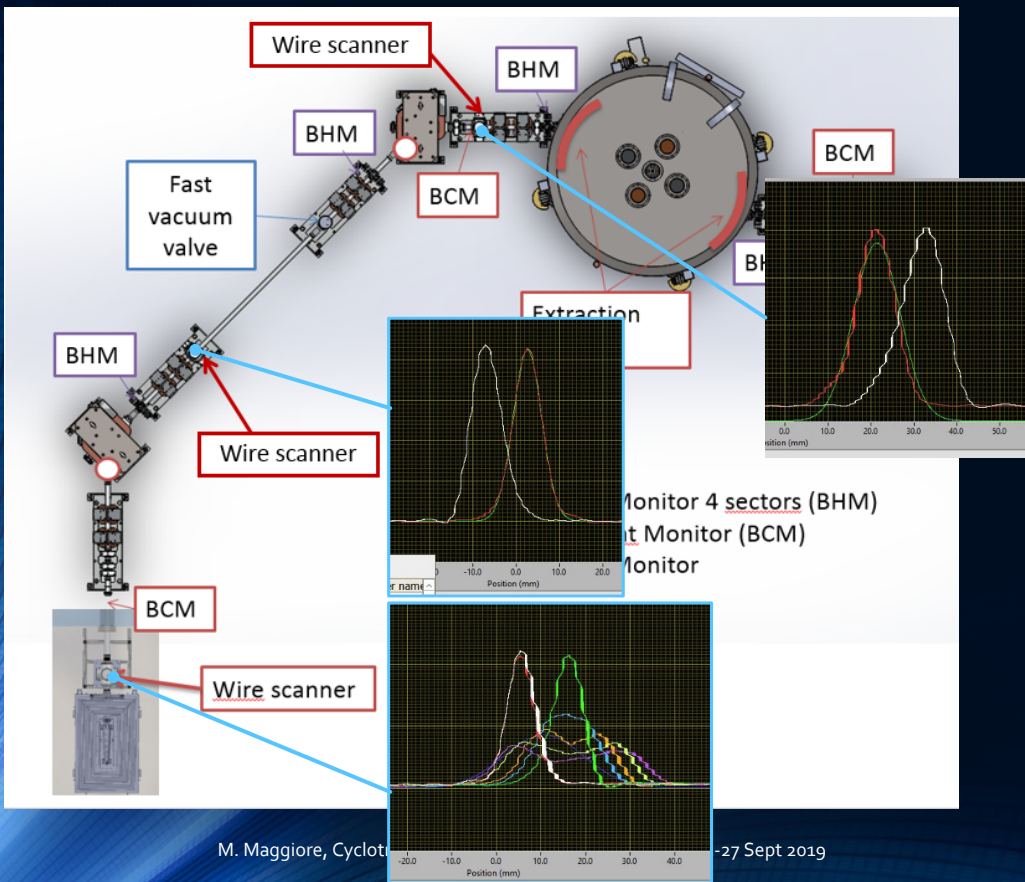 Wire scanner
BHM
BHM
BCM
BCM
Fast
vacuum
valve
BHM
Extraction
Wire scanner
0.0 10.0 20.0 30.0 40.0 50.0
(mm)
-10.0 0.0 10.0 20.0
Position (mm)
name
Monitor 4 sectors (BHM)
Monitor (BCM)
Monitor
BCM
Wire scanner
-20.0 -10.0 0.0 10.0 20.0 30.0 40.0
Position (mm)
M. Maggiore, -27 Sept 2019